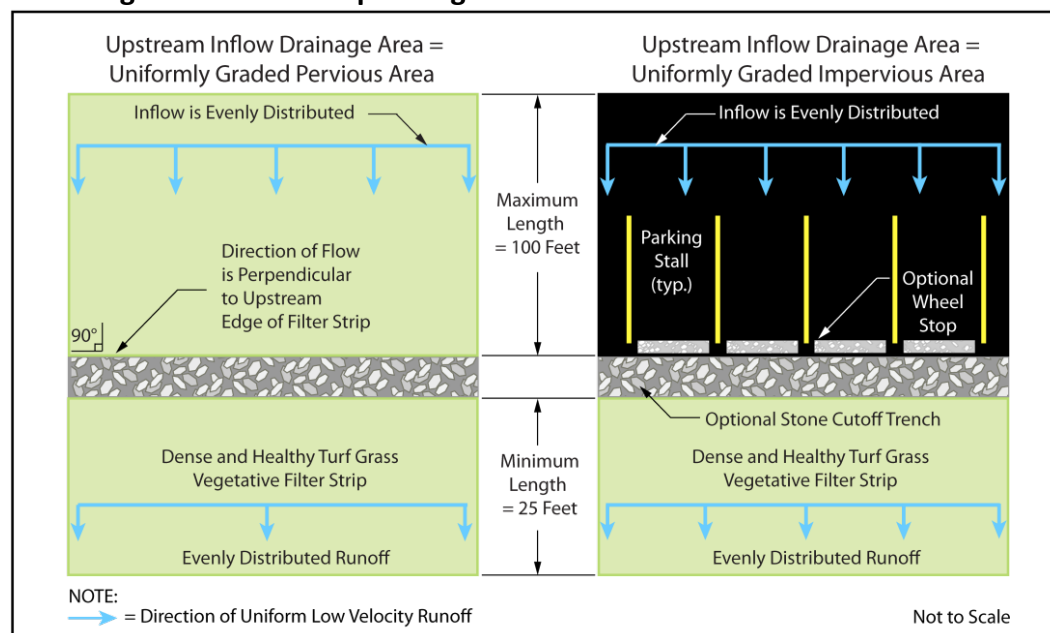 Upstream Inflow Drainage Area =
Uniformly Graded Pervious Area
Upstream Inflow Drainage Area =
Uniformly Graded Impervious Area
Inflow is Evenly Distributed
Direction of Flow
is Perpendicular
to Upstream
Edge of Filter Strip
90°
Maximum
Length
= 100 Feet
Inflow is Evenly Distributed
Parking
Stall
(typ.)
Optional
Wheel
Stop
Optional Stone Cutoff Trench
Dense and Healthy Turf Grass
Vegetative Filter Strip
Evenly Distributed Runoff
Minimum
Length
= 25 Feet
Dense and Healthy Turf Grass
Vegetative Filter Strip
Evenly Distributed Runoff
NOTE:
= Direction of Uniform Low Velocity Runoff
Not to Scale